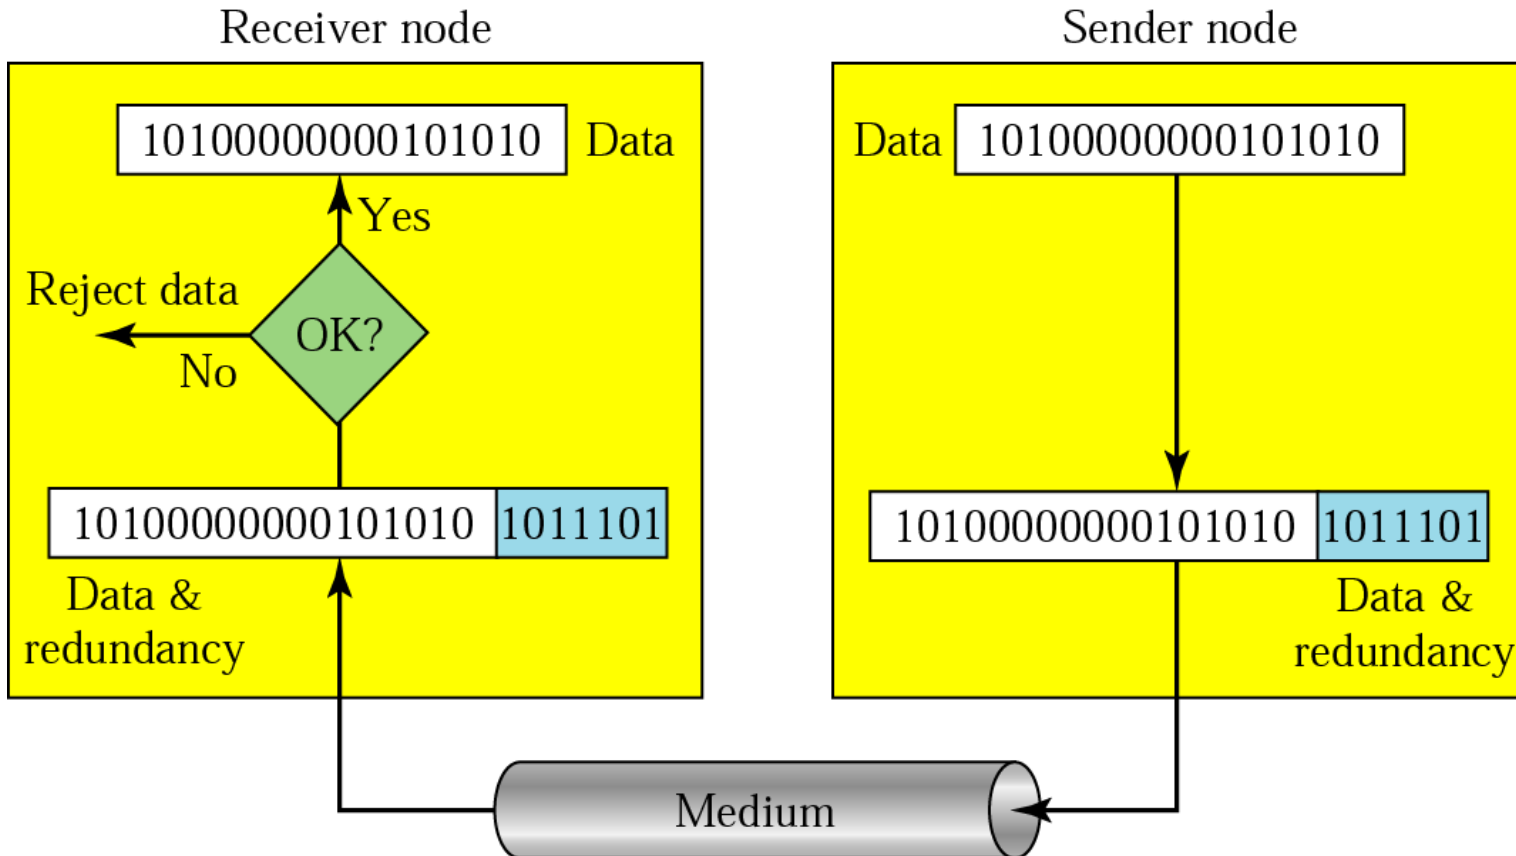 Receiver node
10100000000101010
Data
Yes
Reject data
OK?
No
10100000000101010
1011101
Data &
redundancy
Sender node
Data
10100000000101010
10100000000101010
1011101
Data &
redundancy
Medium